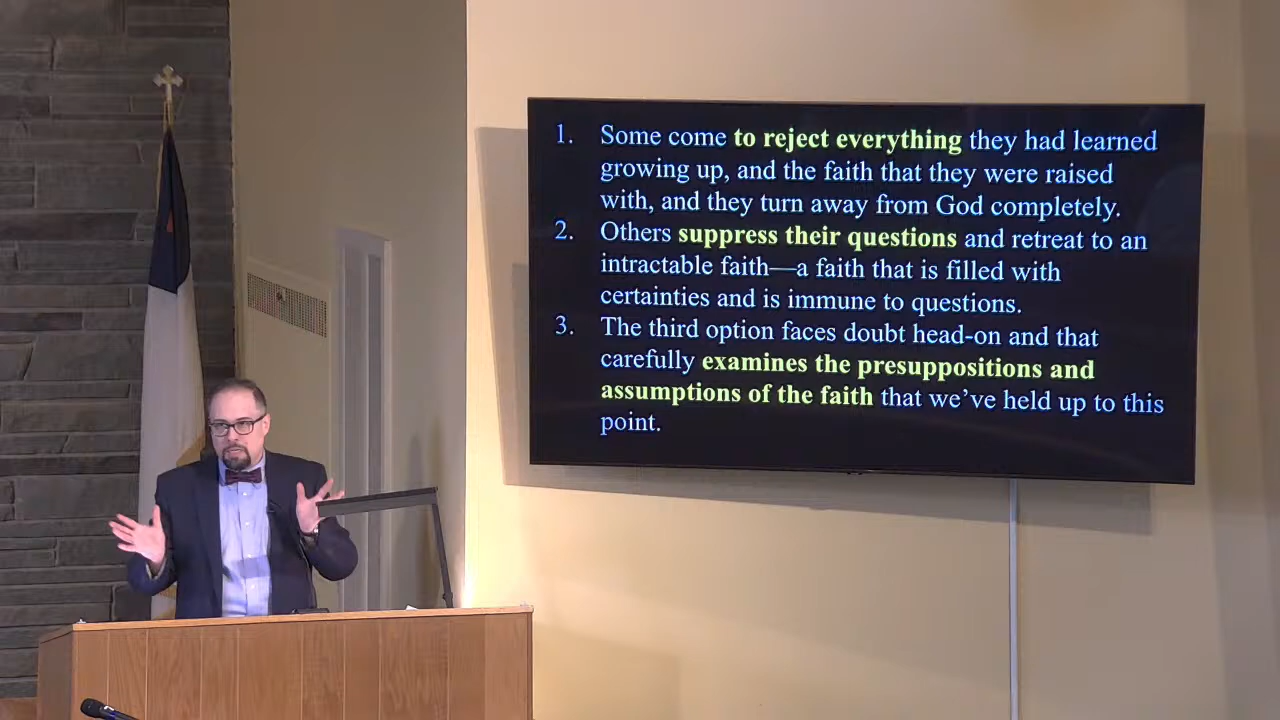 1. Some come to reject everything they had learned
growing up, and the faith that they were raised
with, and they turn away from God completely.
2. Others suppress their questions and retreat to an
intractable faith—a faith that is filled with
certainties and is immune to questions.
3. The third option faces doubt head-on and that
carefully examines the presuppositions and
assumptions of the faith that we’ve held up to this
point.